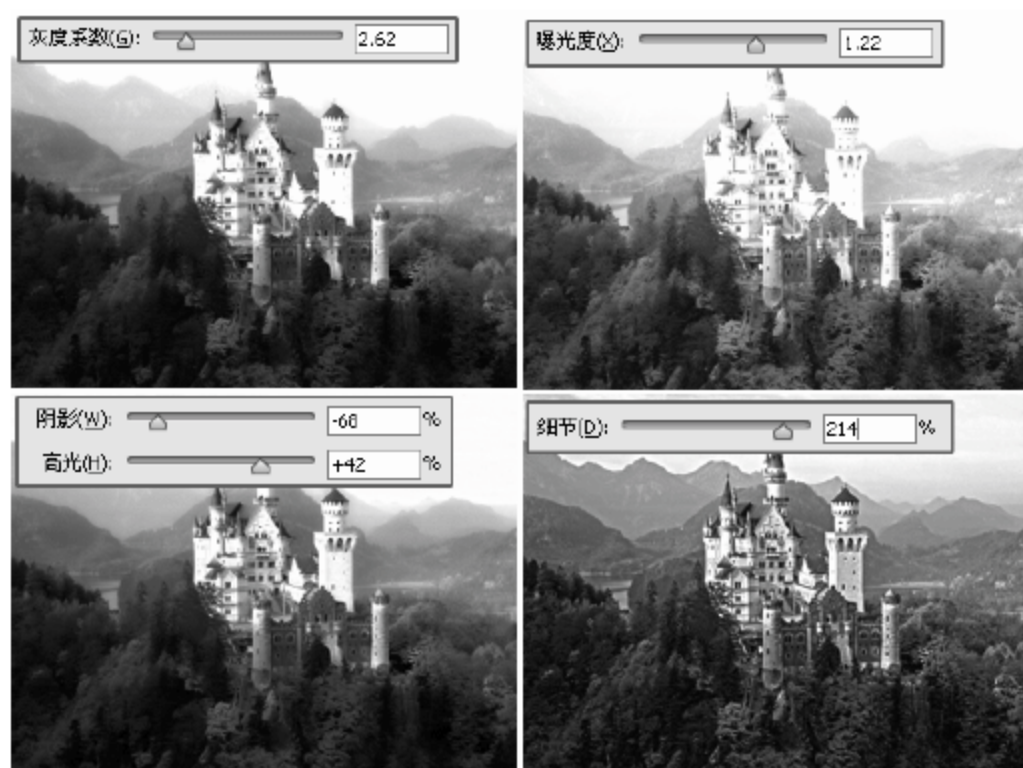 灰度系数(G): 2.62
曝光度(X): 1.22
阴影(W): -68 %
高光(H): +42 %
细节(D): 214 %